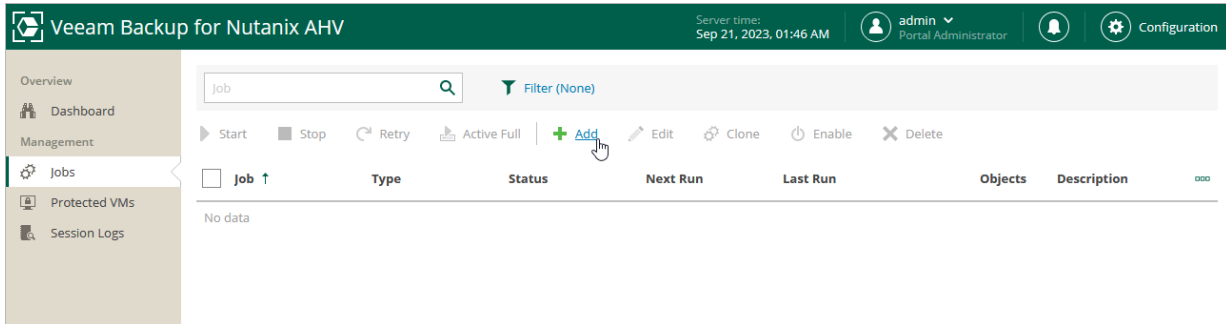 Veeam Backup for Nutanix AHV
Server time:
Sep 21, 2023, 01:46 AM
admin
Portal Administrator
Configuration
Overview
Dashboard
Management
Jobs
Protected VMs
Session Logs
Job
Filter (None)
Start Stop Retry Active Full Add Edit Clone Enable Delete
Job ↑ Type Status Next Run Last Run Objects Description
No data